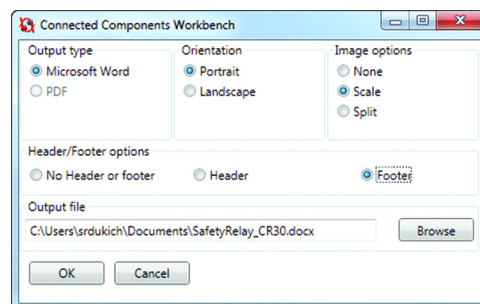 Connected Components Workbench
Output type
Microsoft Word
PDF
Orientation
Portrait
Landscape
Image options
None
Scale
Split
Header/Footer options
No Header or footer
Header
Footer
Output file
C:\Users\srdukich\Documents\SafetyRelay_CR30.docx
Browse
OK
Cancel